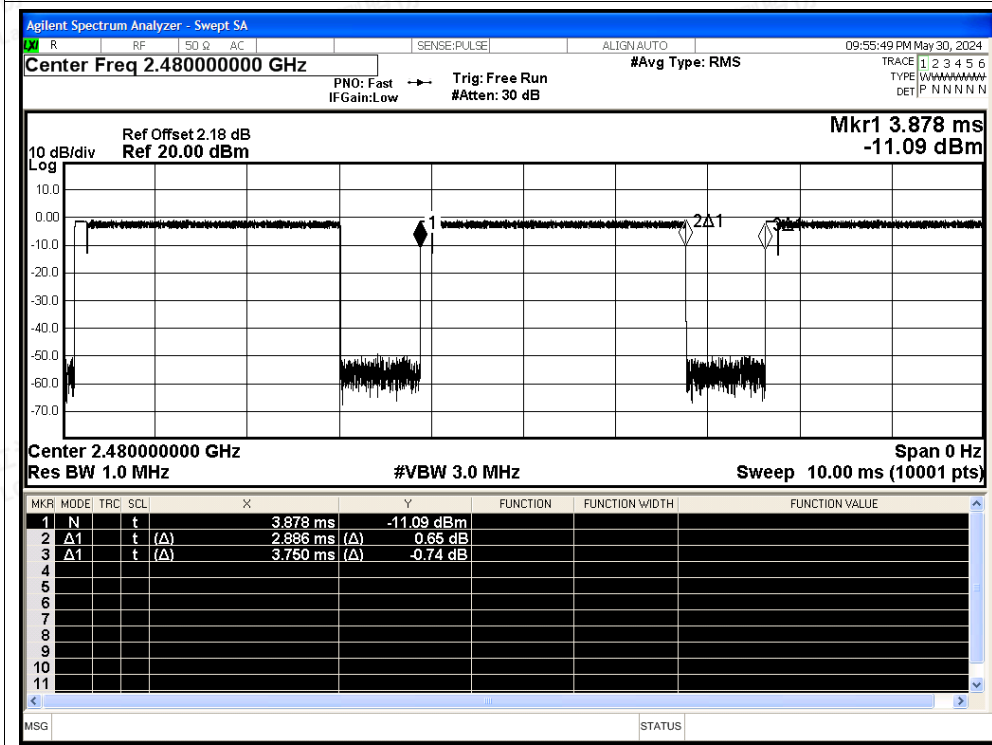 Agilent Spectrum Analyzer - Swept SA
LXI R RF 50 Ω AC SENSE:PULSE ALIGN AUTO 09:55:49 PM May 30, 2024
Center Freq 2.480000000 GHz
#Avg Type: RMS
TRACE 1 2 3 4 5 6
PNO: Fast
Trig: Free Run
TYPE
IFGain:Low
#Atten: 30 dB
DET P N N N N N
Mkr1 3.878 ms
-11.09 dBm
Ref Offset 2.18 dB
10 dB/div Ref 20.00 dBm
Log
10.0
0.00
-10.0
-20.0
-30.0
-40.0
-50.0
-60.0
-70.0
1
2Δ1
3Δ1
Center 2.480000000 GHz Span 0 Hz
Res BW 1.0 MHz #VBW 3.0 MHz Sweep 10.00 ms (10001 pts)
MKR MODE TRC SCL X Y FUNCTION FUNCTION WIDTH FUNCTION VALUE
1 N t 3.878 ms -11.09 dBm
2 Δ1 t (Δ) 2.886 ms (Δ) 0.65 dB
3 Δ1 t (Δ) 3.750 ms (Δ) -0.74 dB
4
5
6
7
8
9
10
11
MSG STATUS